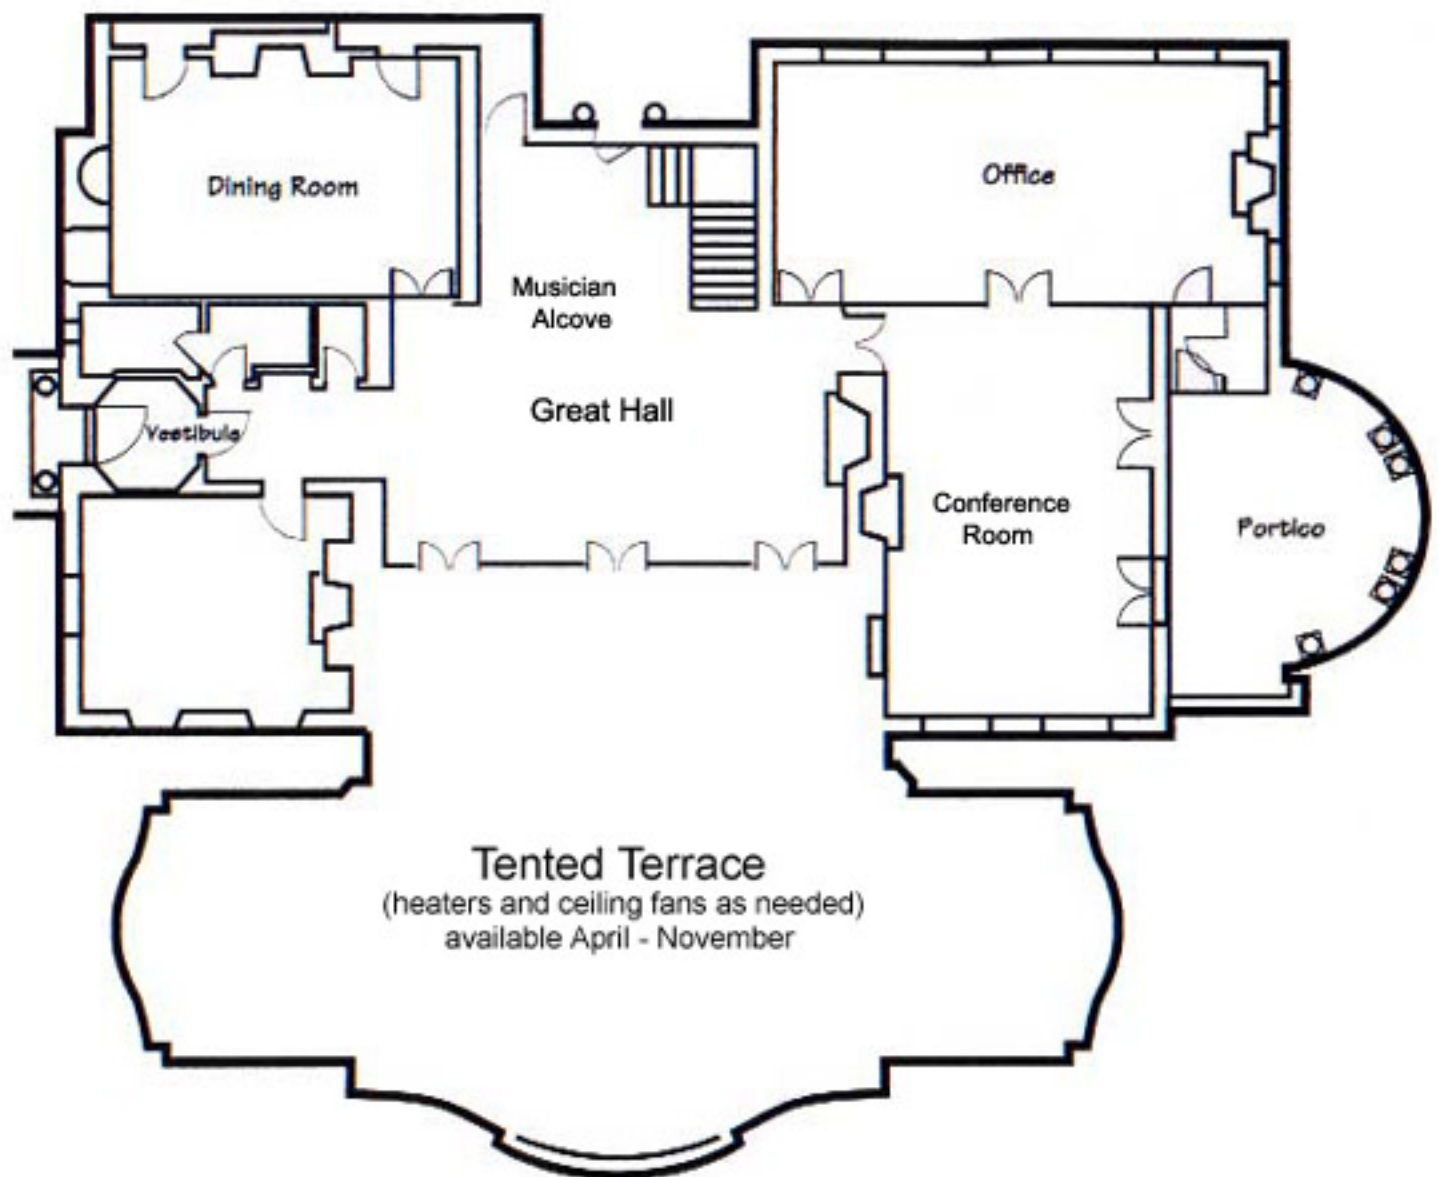 Dining Room
Office
Musician
Alcove
Great Hall
Vestibule
Conference
Room
Portico
Tented Terrace
(heaters and ceiling fans as needed)
available April - November